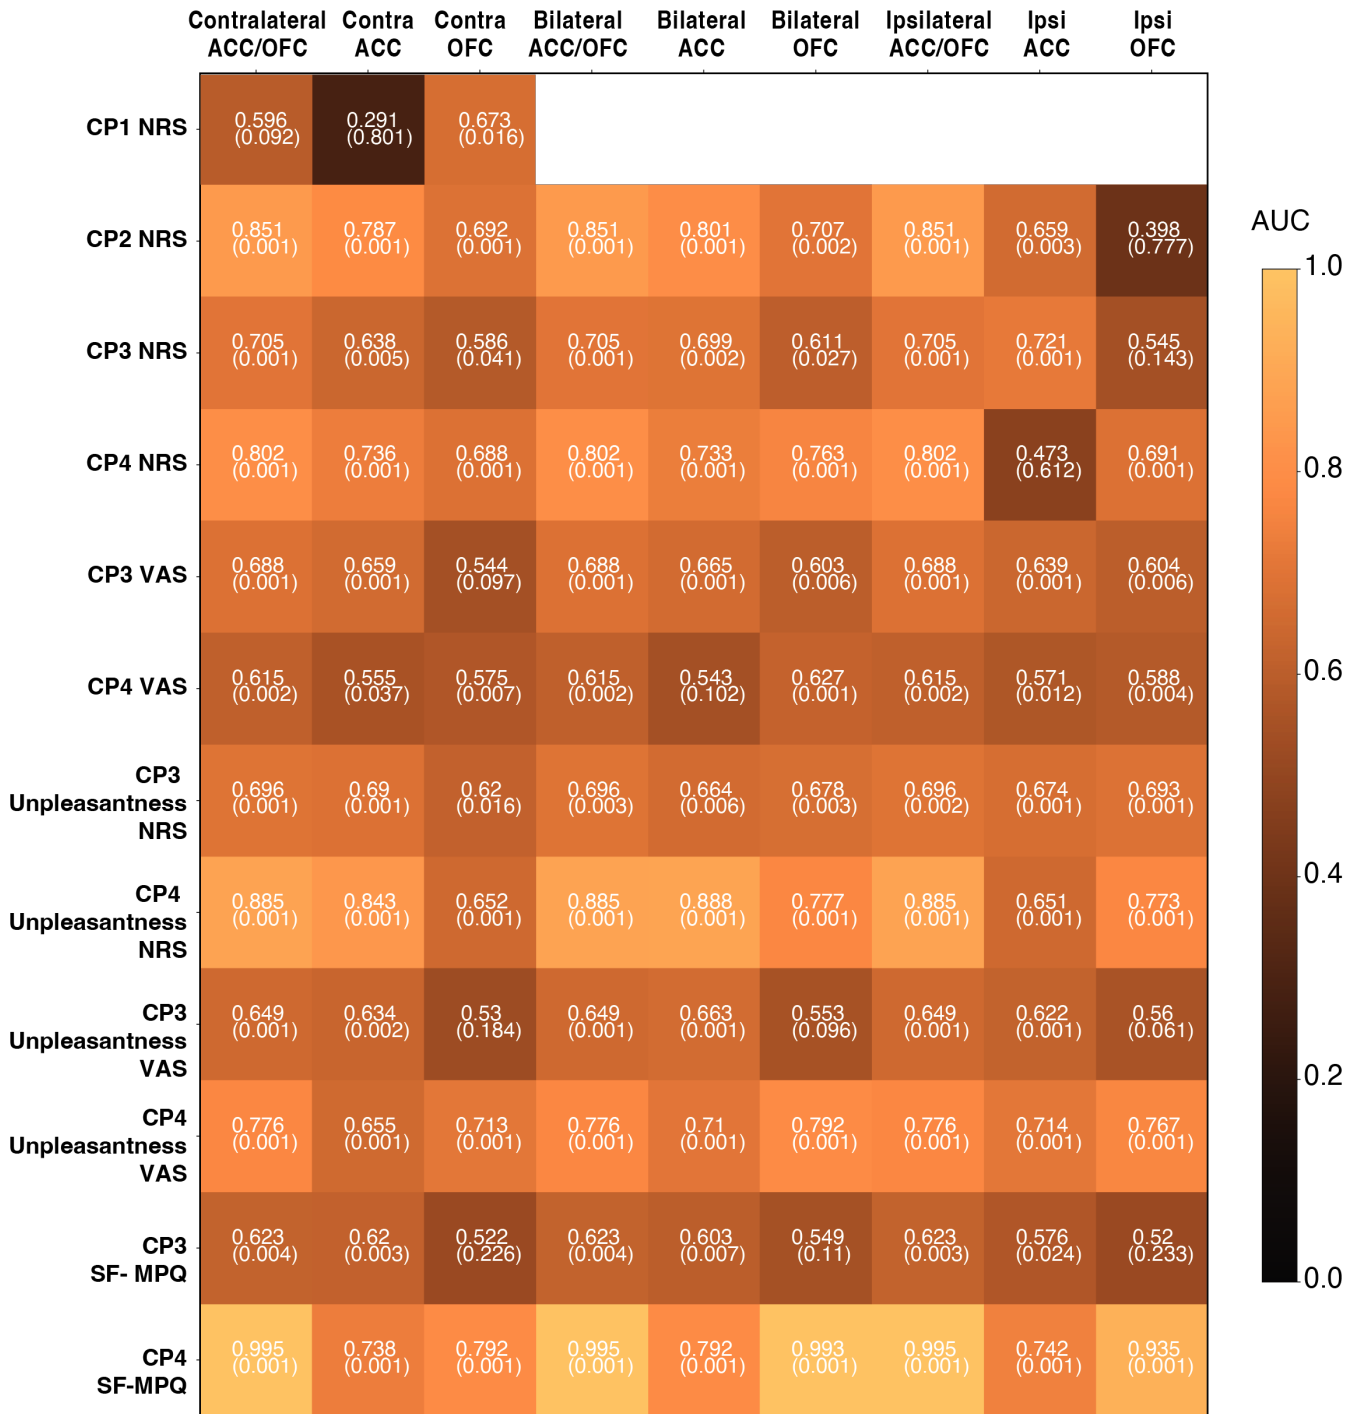 Contralateral Contra Contra Bilateral Bilateral Bilateral Ipsilateral Ipsi Ipsi
ACC/OFC ACC OFC ACC/OFC ACC OFC ACC/OFC ACC OFC
CP1 NRS
0.596 0.291 0.673
(0.092) (0.801) (0.016)
CP2 NRS
0.851 0.787 0.692 0.851 0.801 0.707 0.851 0.659 0.398
(0.001) (0.001) (0.001) (0.001) (0.001) (0.002) (0.001) (0.003) (0.777)
CP3 NRS
0.705 0.638 0.586 0.705 0.699 0.611 0.705 0.721 0.545
(0.001) (0.005) (0.041) (0.001) (0.002) (0.027) (0.001) (0.001) (0.143)
CP4 NRS
0.802 0.736 0.688 0.802 0.733 0.763 0.802 0.473 0.691
(0.001) (0.001) (0.001) (0.001) (0.001) (0.001) (0.001) (0.612) (0.001)
CP3 VAS
0.688 0.659 0.544 0.688 0.665 0.603 0.688 0.639 0.604
(0.001) (0.001) (0.097) (0.001) (0.001) (0.006) (0.001) (0.001) (0.006)
CP4 VAS
0.615 0.555 0.575 0.615 0.543 0.627 0.615 0.571 0.588
(0.002) (0.037) (0.007) (0.002) (0.102) (0.001) (0.002) (0.012) (0.004)
CP3
Unpleasantness
NRS
0.696 0.69 0.62 0.696 0.664 0.678 0.696 0.674 0.693
(0.001) (0.001) (0.016) (0.003) (0.006) (0.003) (0.002) (0.001) (0.001)
CP4
Unpleasantness
NRS
0.885 0.843 0.652 0.885 0.888 0.777 0.885 0.651 0.773
(0.001) (0.001) (0.001) (0.001) (0.001) (0.001) (0.001) (0.001) (0.001)
CP3
Unpleasantness
VAS
0.649 0.634 0.53 0.649 0.663 0.553 0.649 0.622 0.56
(0.001) (0.002) (0.184) (0.001) (0.001) (0.096) (0.001) (0.001) (0.061)
CP4
Unpleasantness
VAS
0.776 0.655 0.713 0.776 0.71 0.792 0.776 0.714 0.767
(0.001) (0.001) (0.001) (0.001) (0.001) (0.001) (0.001) (0.001) (0.001)
CP3
SF- MPQ
0.623 0.62 0.522 0.623 0.603 0.549 0.623 0.576 0.52
(0.004) (0.003) (0.226) (0.004) (0.007) (0.11) (0.003) (0.024) (0.233)
CP4
SF-MPQ
0.995 0.738 0.792 0.995 0.792 0.993 0.995 0.742 0.935
(0.001) (0.001) (0.001) (0.001) (0.001) (0.001) (0.001) (0.001) (0.001)
AUC
1.0
0.8
0.6
0.4
0.2
0.0